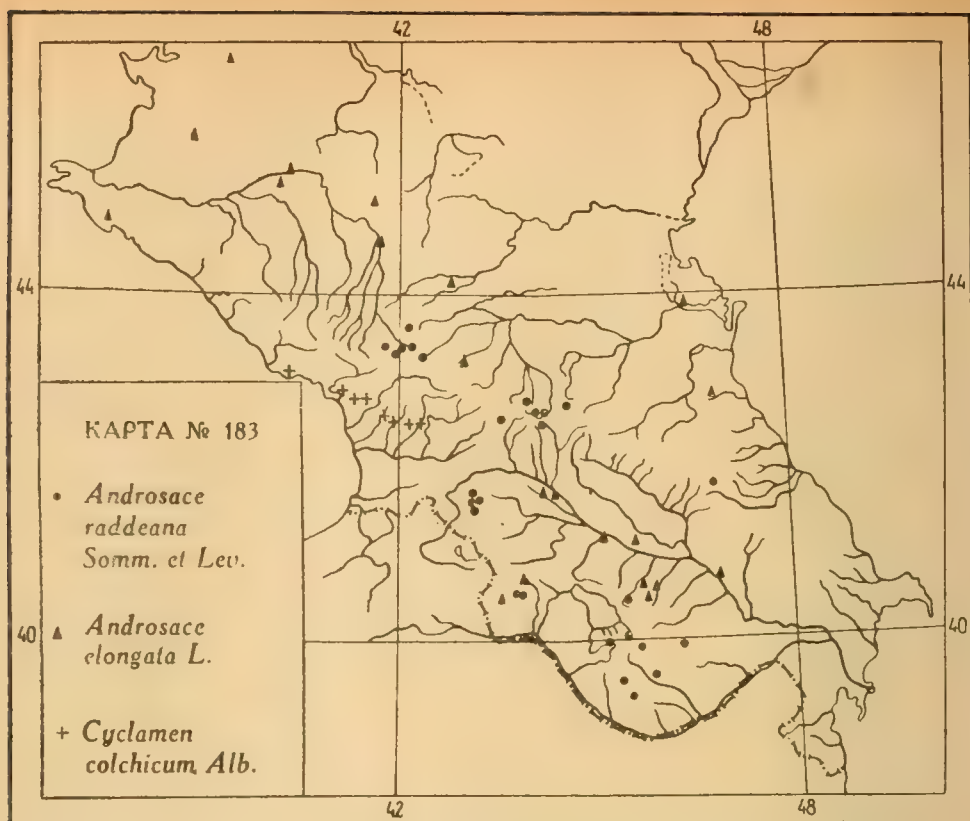 42 48
44 44
КАРТА № 183
Androsace
raddeana
Somm. et Lev.
40 40
Androsace
elongata L.
+ Cyclamen
colchicum Alb.
42 48